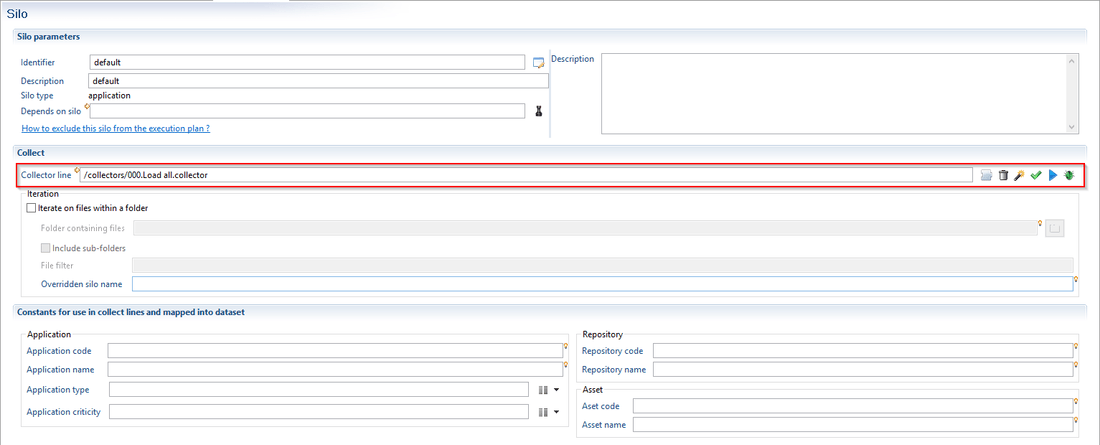 Silo
Silo parameters
Identifier default
Description default
Silo type application
Depends on silo
How to exclude this silo from the execution plan ?
Description
Collect
Collector line /collectors/000.Load all.collector
Iteration
Iterate on files within a folder
Folder containing files
Include sub-folders
File filter
Overridden silo name
Constants for use in collect lines and mapped into dataset
Application
Application code
Application name
Application type
Application criticity
Repository
Repository code
Repository name
Asset
Aset code
Asset name